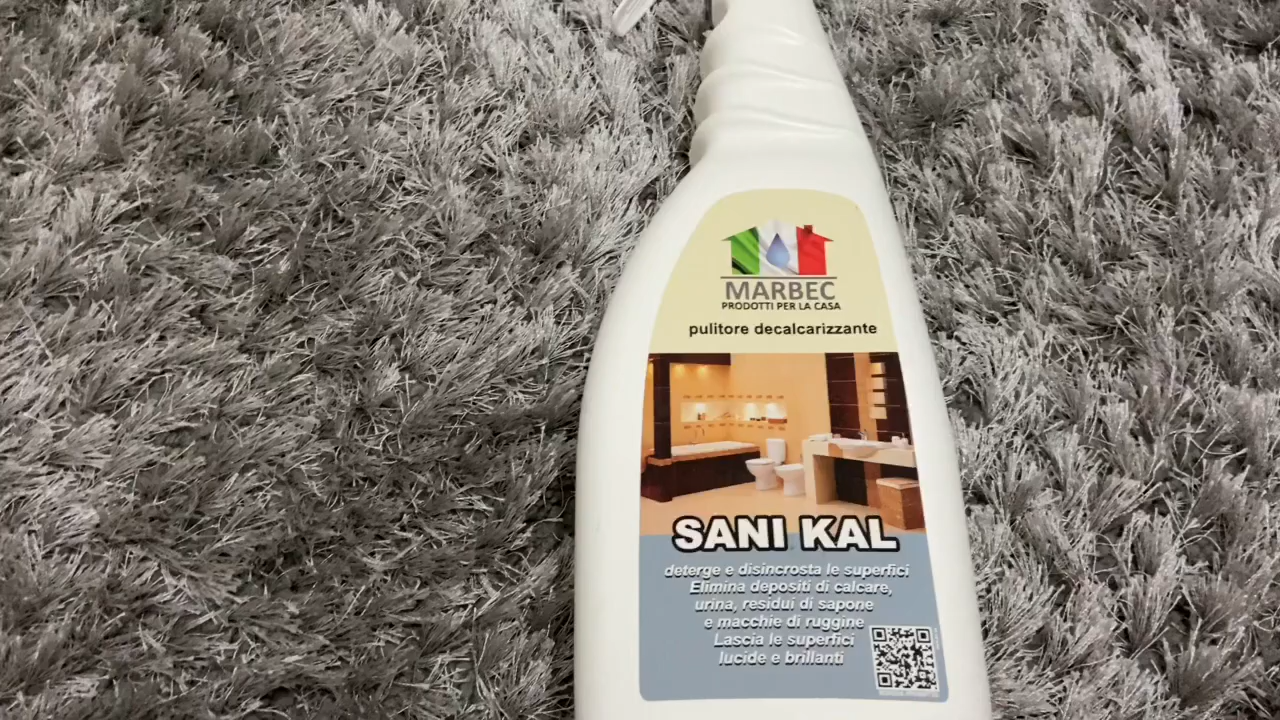 MARBEC
PRODOTTI PER LA CASA
pulitore decalcarizzante
SANI KAL
deterge e disincrosta le superfici
Elimina depositi di calcare,
urina, residui di sapone
e macchie di ruggine
Lascia le superfici
lucide e brillanti